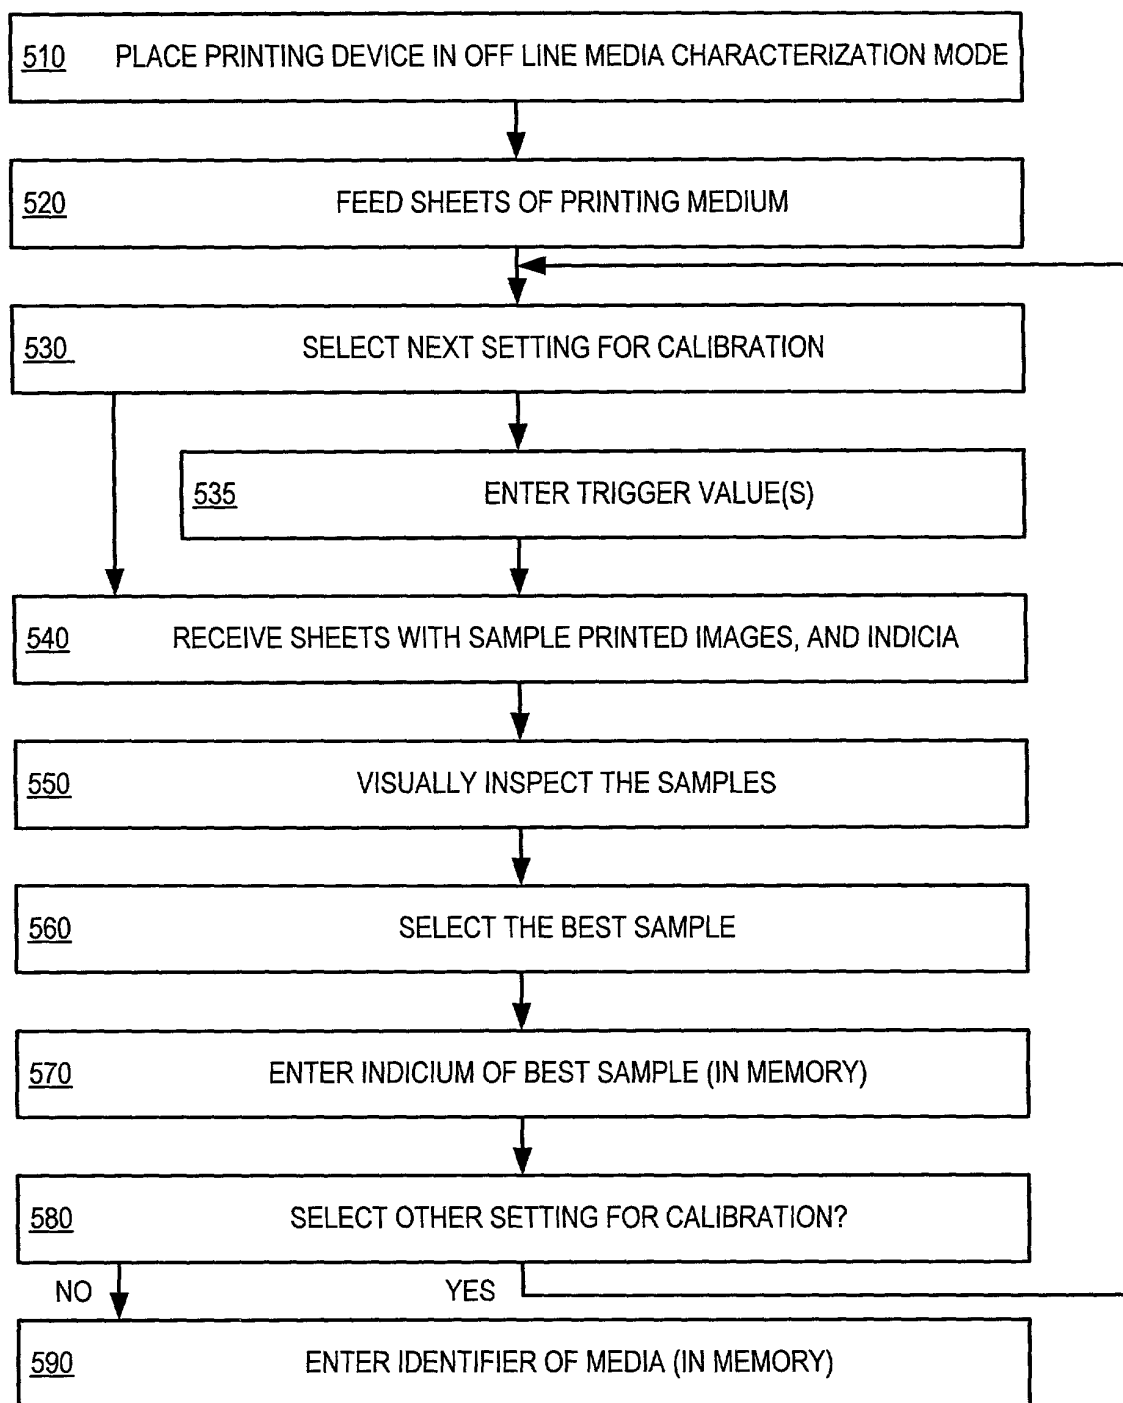 510 PLACE PRINTING DEVICE IN OFF LINE MEDIA CHARACTERIZATION MODE
520 FEED SHEETS OF PRINTING MEDIUM
530 SELECT NEXT SETTING FOR CALIBRATION
535 ENTER TRIGGER VALUE(S)
540 RECEIVE SHEETS WITH SAMPLE PRINTED IMAGES, AND INDICIA
550 VISUALLY INSPECT THE SAMPLES
560 SELECT THE BEST SAMPLE
570 ENTER INDICIUM OF BEST SAMPLE (IN MEMORY)
580 SELECT OTHER SETTING FOR CALIBRATION?
NO YES
590 ENTER IDENTIFIER OF MEDIA (IN MEMORY)